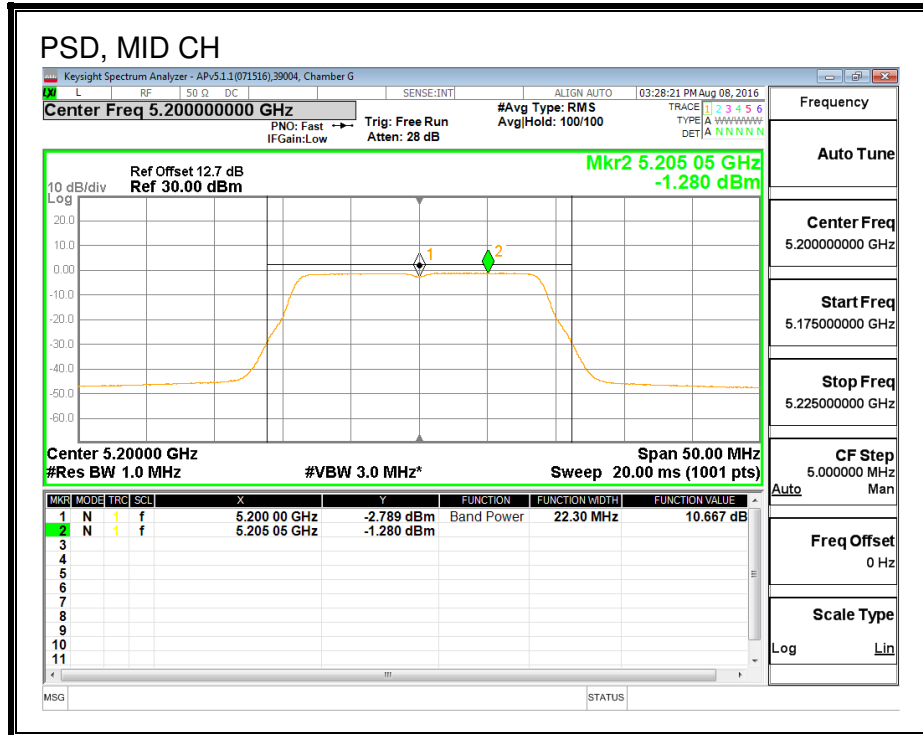 PSD, MID CH
Keysight Spectrum Analyzer - APv5.1.1(071516),39004, Chamber G
LXI L RF 50 Ω DC SENSE:INT ALIGN AUTO 03:28:21 PM Aug 08, 2016
Center Freq 5.200000000 GHz
PNO: Fast
IFGain:Low
Trig: Free Run
Atten: 28 dB
#Avg Type: RMS
Avg|Hold: 100/100
TRACE 1 2 3 4 5 6
TYPE A WWWWW
DET A N N N N N
Frequency
Auto Tune
Center Freq
5.200000000 GHz
Start Freq
5.175000000 GHz
Stop Freq
5.225000000 GHz
CF Step
5.000000 MHz
Auto Man
Freq Offset
0 Hz
Scale Type
Log Lin
Mkr2 5.205 05 GHz
-1.280 dBm
Ref Offset 12.7 dB
10 dB/div Ref 30.00 dBm
Log
20.0
10.0
0.00
-10.0
-20.0
-30.0
-40.0
-50.0
-60.0
1
2
Center 5.20000 GHz Span 50.00 MHz
#Res BW 1.0 MHz #VBW 3.0 MHz* Sweep 20.00 ms (1001 pts)
MKR MODE TRC SCL X Y FUNCTION FUNCTION WIDTH FUNCTION VALUE
1 N 1 f 5.200 00 GHz -2.789 dBm Band Power 22.30 MHz 10.667 dB
2 N 1 f 5.205 05 GHz -1.280 dBm
3
4
5
6
7
8
9
10
11
MSG STATUS